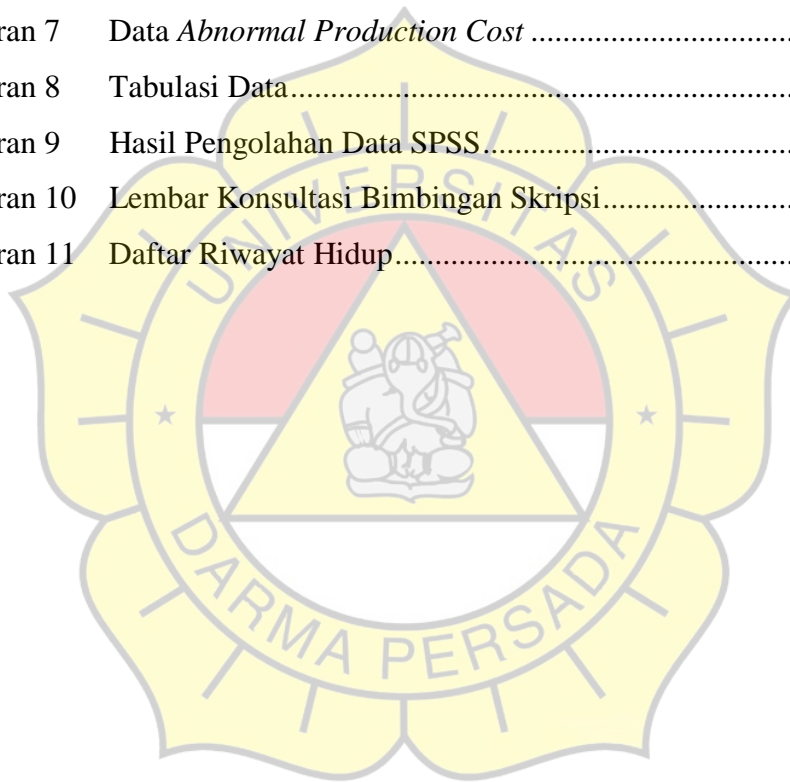 ran 7 Data Abnormal Production Cost ................................
ran 8 Tabulasi Data................................................................
ran 9 Hasil Pengolahan Data SPSS......................................
ran 10 Lembar Konsultasi Bimbingan Skripsi........................
ran 11 Daftar Riwayat Hidup..................................................
UNIVERSITAS
DARMA PERSADA